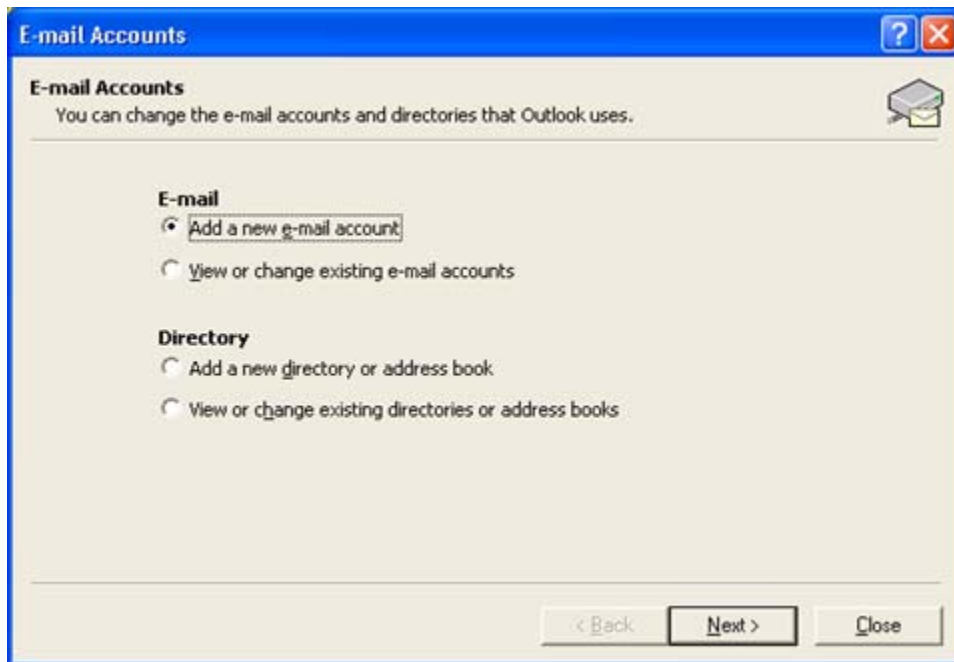 E-mail Accounts
E-mail Accounts
You can change the e-mail accounts and directories that Outlook uses.
E-mail
Add a new e-mail account
View or change existing e-mail accounts
Directory
Add a new directory or address book
View or change existing directories or address books
< Back Next > Close